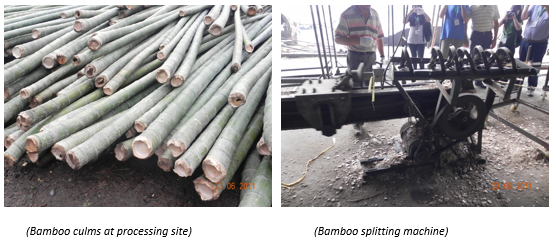 (Bamboo culms at processing site)
(Bamboo splitting machine)